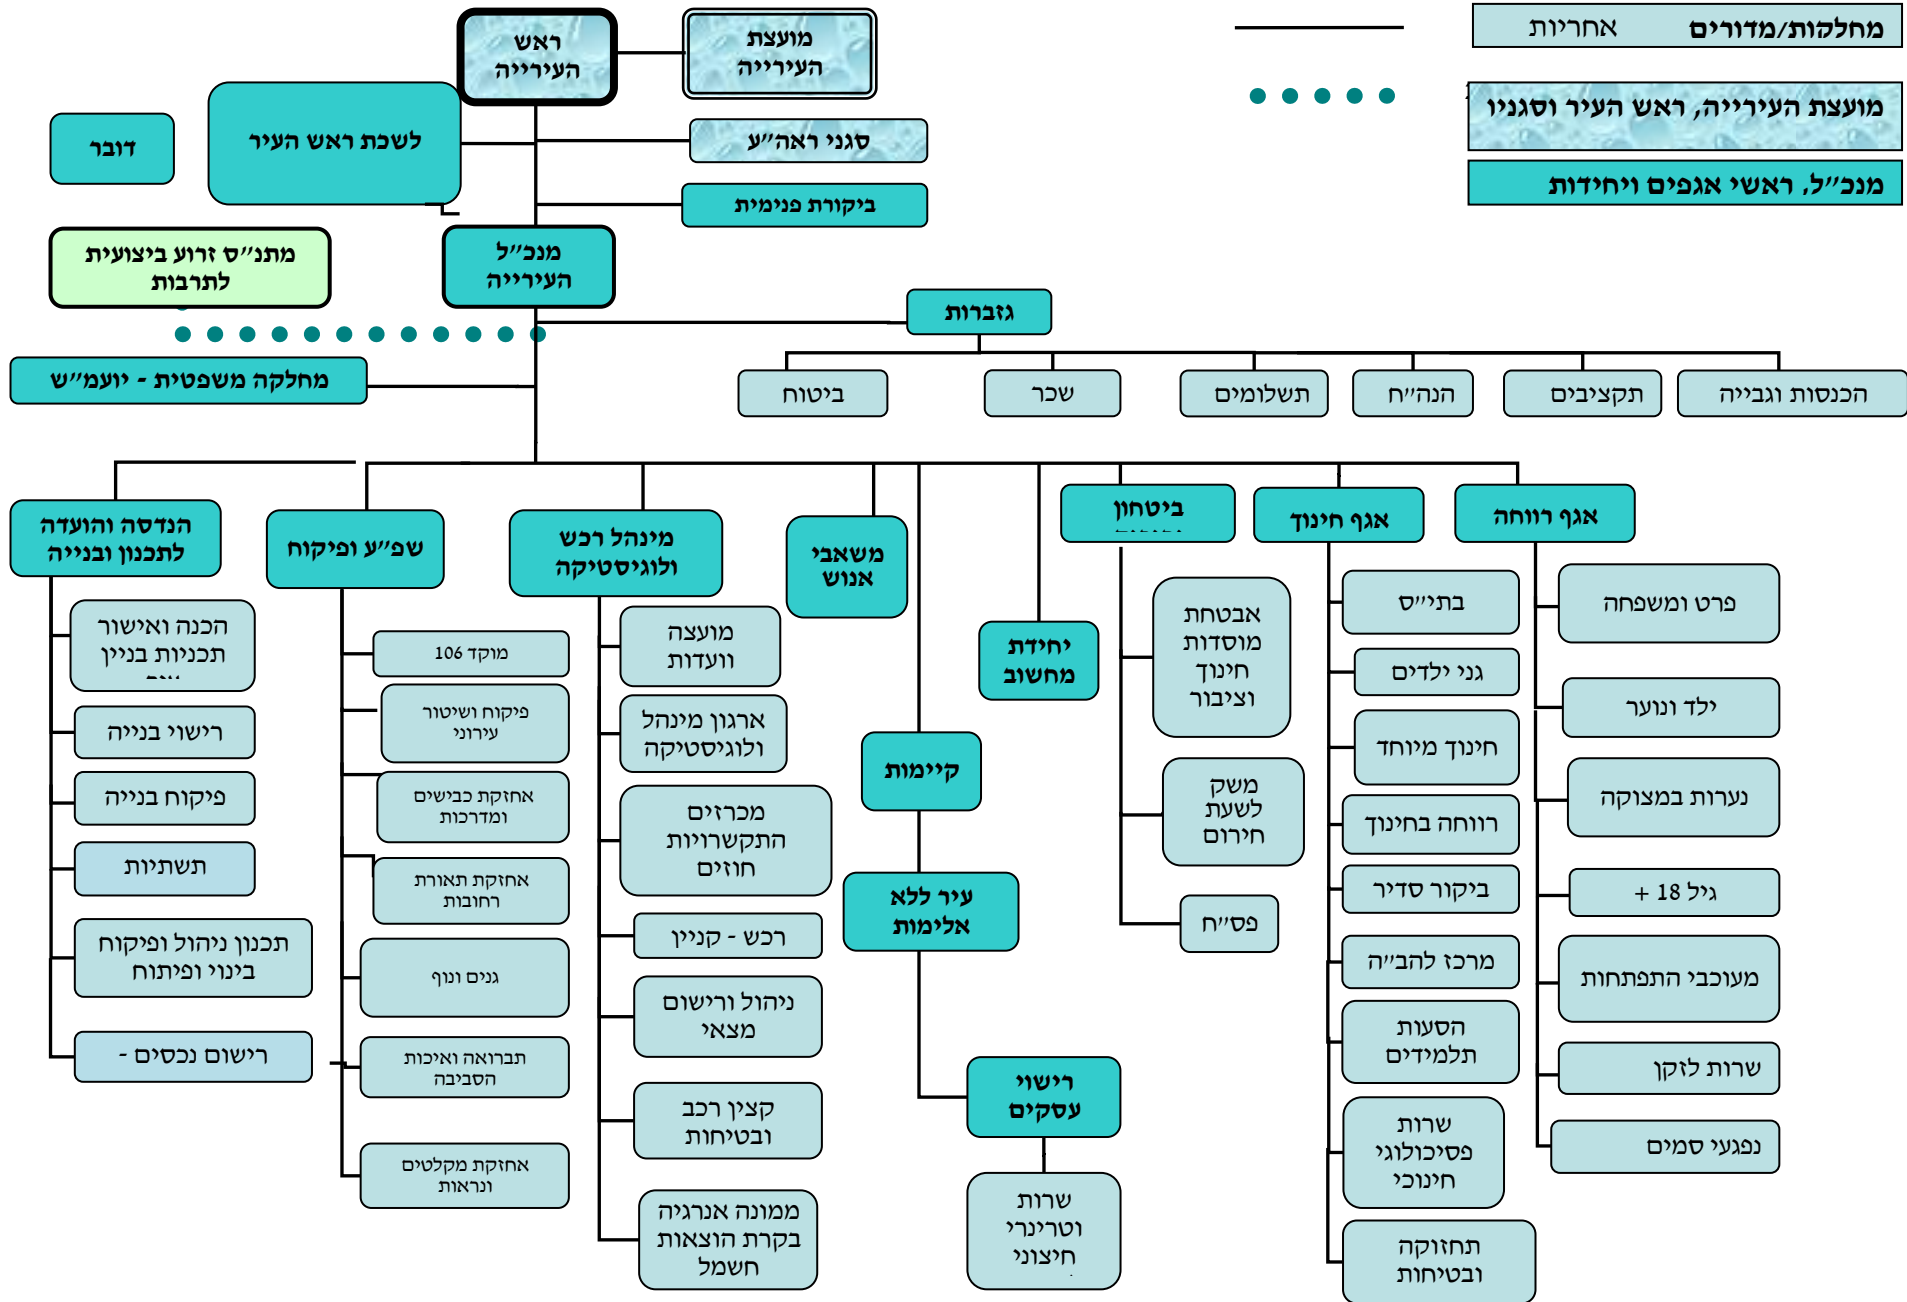 ראש
העירייה
מועצת
העירייה
מחלקות/מדורים אחריות
מועצת העירייה, ראש העיר וסגניו
מנכ״ל, ראשי אגפים ויחידות
דובר
לשכת ראש העיר
סגני ראה״ע
ביקורת פנימית
מתנ״ס זרוע ביצועית
לתרבות
מנכ״ל
העירייה
גזברות
מחלקה משפטית - יועמ״ש
הכנסות וגבייה
תקציבים
הנה״ח
תשלומים
שכר
ביטוח
אגף רווחה
פרט ומשפחה
ילד ונוער
נערות במצוקה
גיל 18 +
מעוכבי התפתחות
שרות לזקן
נפגעי סמים
אגף חינוך
בתי״ס
גני ילדים
חינוך מיוחד
רווחה בחינוך
ביקור סדיר
מרכז להב״ה
הסעות
תלמידים
שרות
פסיכולוגי
חינוכי
תחזוקה
ובטיחות
ביטחון
אבטחת
מוסדות
חינוך
וציבור
משק
לשעת
חירום
פס״ח
יחידת
מחשוב
קיימות
עיר ללא
אלימות
רישוי
עסקים
שרות
וטרינרי
חיצוני
משאבי
אנוש
מינהל רכש
ולוגיסטיקה
מועצה
וועדות
ארגון מינהל
ולוגיסטיקה
מכרזים
התקשרויות
חוזים
רכש - קניין
ניהול ורישום
מצאי
קצין רכב
ובטיחות
ממונה אנרגיה
בקרת הוצאות
חשמל
שפ״ע ופיקוח
מוקד 106
פיקוח ושיטור
עירוני
אחזקת כבישים
ומדרכות
אחזקת תאורת
רחובות
גנים ונוף
תברואה ואיכות
הסביבה
אחזקת מקלטים
ונראות
הנדסה והועדה
לתכנון ובנייה
הכנה ואישור
תכניות בניין
רישוי בנייה
פיקוח בנייה
תשתיות
תכנון ניהול ופיקוח
בינוי ופיתוח
רישום נכסים -